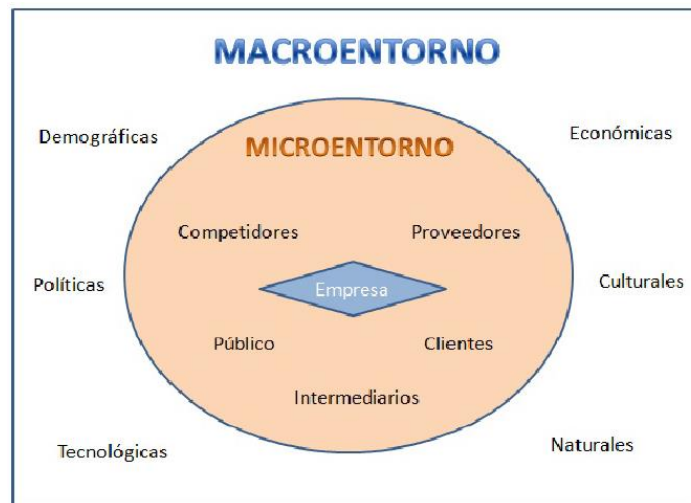 MACROENTORNO
Demográficas
Económicas
MICROENTORNO
Competidores
Proveedores
Políticas
Empresa
Culturales
Público
Clientes
Intermediarios
Tecnológicas
Naturales